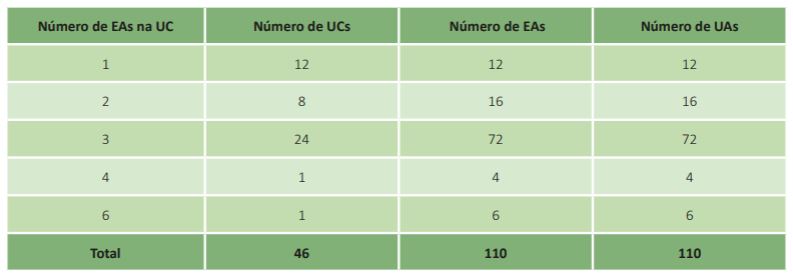 Número de EAs na UC Número de UCs Número de EAs Número de UAs
1 12 12 12
2 8 16 16
3 24 72 72
4 1 4 4
6 1 6 6
Total 46 110 110